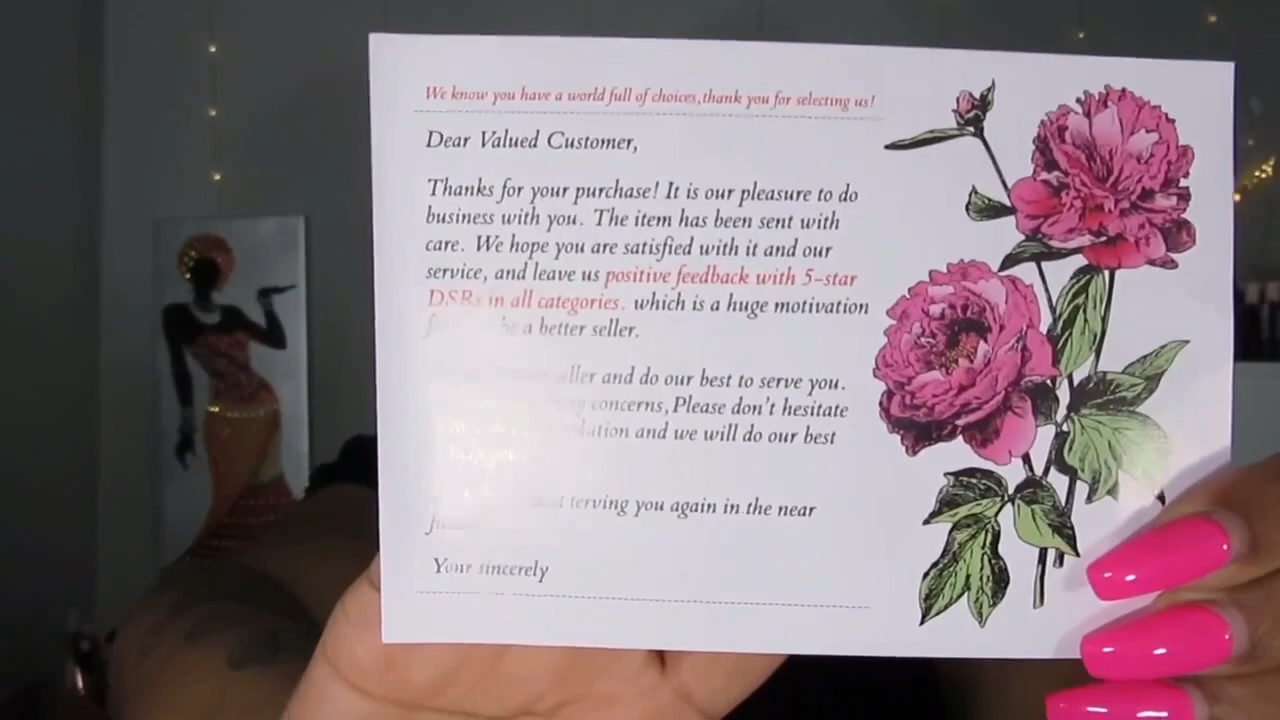 We know you have a world full of choices,thank you for selecting us!
Dear Valued Customer,
Thanks for your purchase! It is our pleasure to do
business with you. The item has been sent with
care. We hope you are satisfied with it and our
service, and leave us positive feedback with 5-star
DSRs in all categories. which is a huge motivation
be a better seller.
and do our best to serve you.
concerns,Please don't hesitate
and we will do our best
you again in the near
Your sincerely